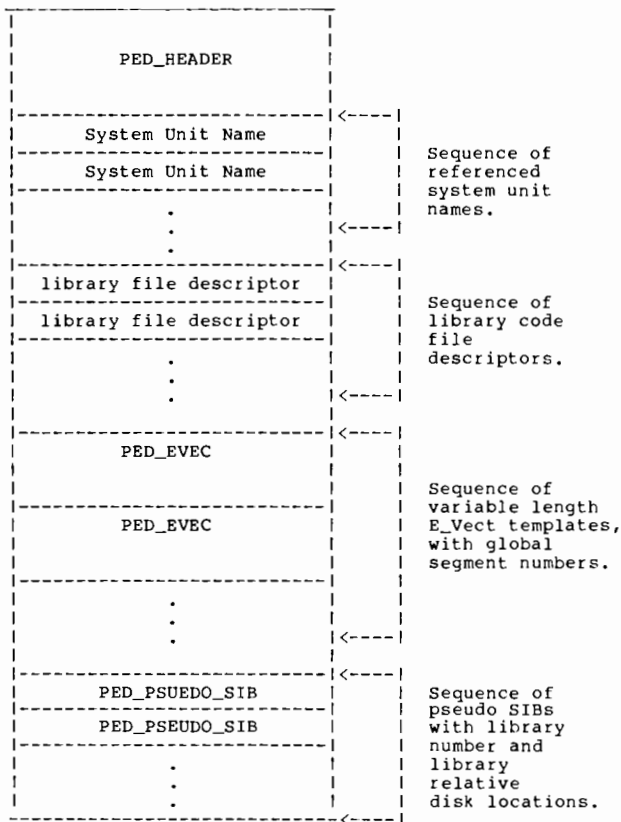 PED_HEADER
System Unit Name
System Unit Name
.
.
.
Sequence of
referenced
system unit
names.
library file descriptor
library file descriptor
.
.
.
Sequence of
library code
file
descriptors.
PED_EVEC
PED_EVEC
.
.
.
Sequence of
variable length
E_Vect templates,
with global
segment numbers.
PED_PSUEDO_SIB
PED_PSEUDO_SIB
.
.
.
Sequence of
pseudo SIBs
with library
number and
library
relative
disk locations.